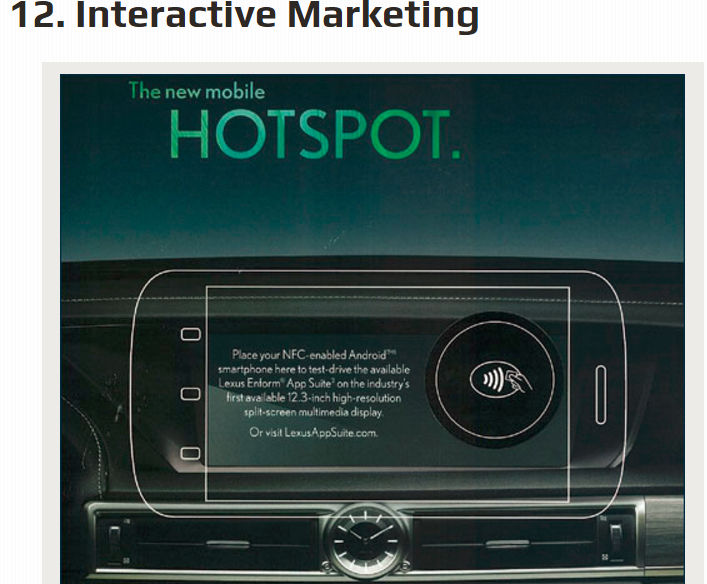 12. Interactive Marketing
The new mobile
HOTSPOT.
Place your NFC-enabled Android™
smartphone here to test-drive the available
Lexus Enform® App Suite¹ on the industry's
first available 12.3-inch high-resolution
split-screen multimedia display.
Or visit LexusAppSuite.com.